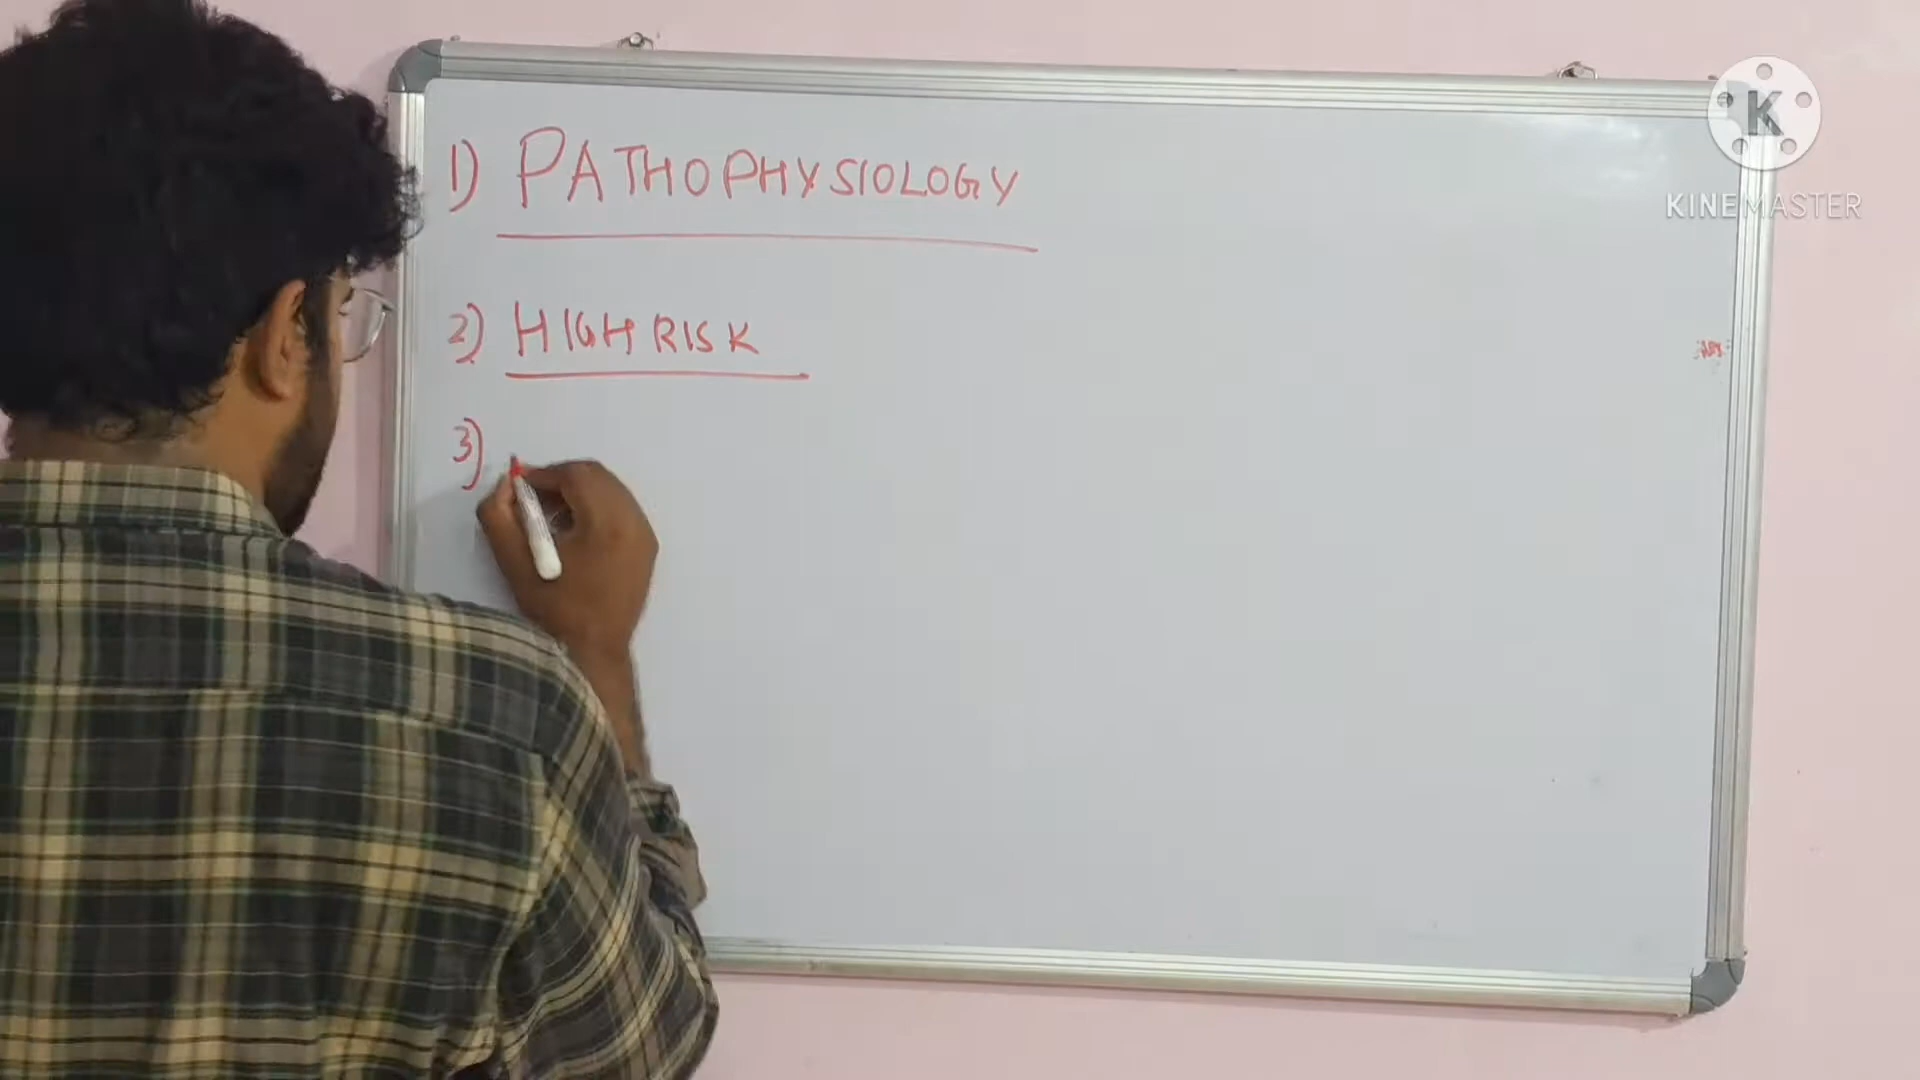 1) PATHOPHYSIOLOGY
2) HIGH RISK
3)
K
KINEMASTER